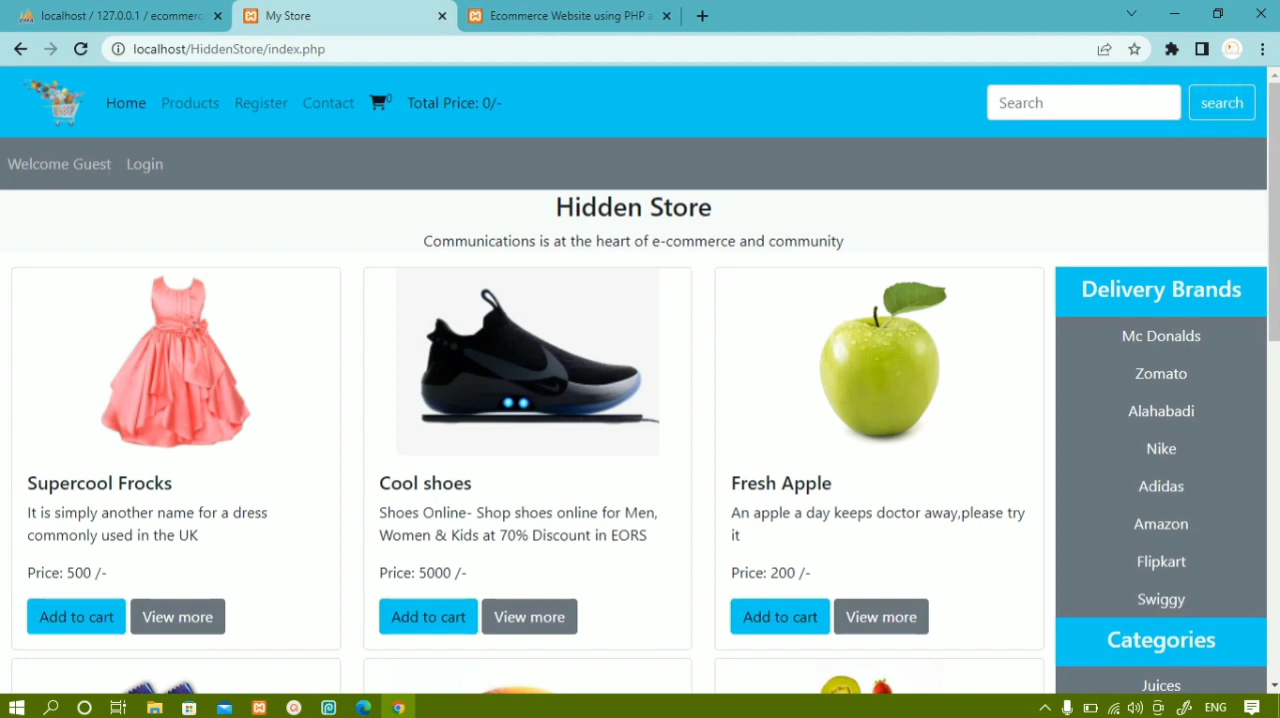 localhost / 127.0.0.1 / ecommerc
My Store
Ecommerce Website using PHP a
localhost/HiddenStore/index.php
Home Products Register Contact 0 Total Price: 0/-
Search search
Welcome Guest Login
Hidden Store
Communications is at the heart of e-commerce and community
Supercool Frocks
It is simply another name for a dress
commonly used in the UK
Price: 500 /-
Add to cart View more
Cool shoes
Shoes Online- Shop shoes online for Men,
Women & Kids at 70% Discount in EORS
Price: 5000 /-
Add to cart View more
Fresh Apple
An apple a day keeps doctor away,please try
it
Price: 200 /-
Add to cart View more
Delivery Brands
Mc Donalds
Zomato
Alahabadi
Nike
Adidas
Amazon
Flipkart
Swiggy
Categories
Juices
ENG